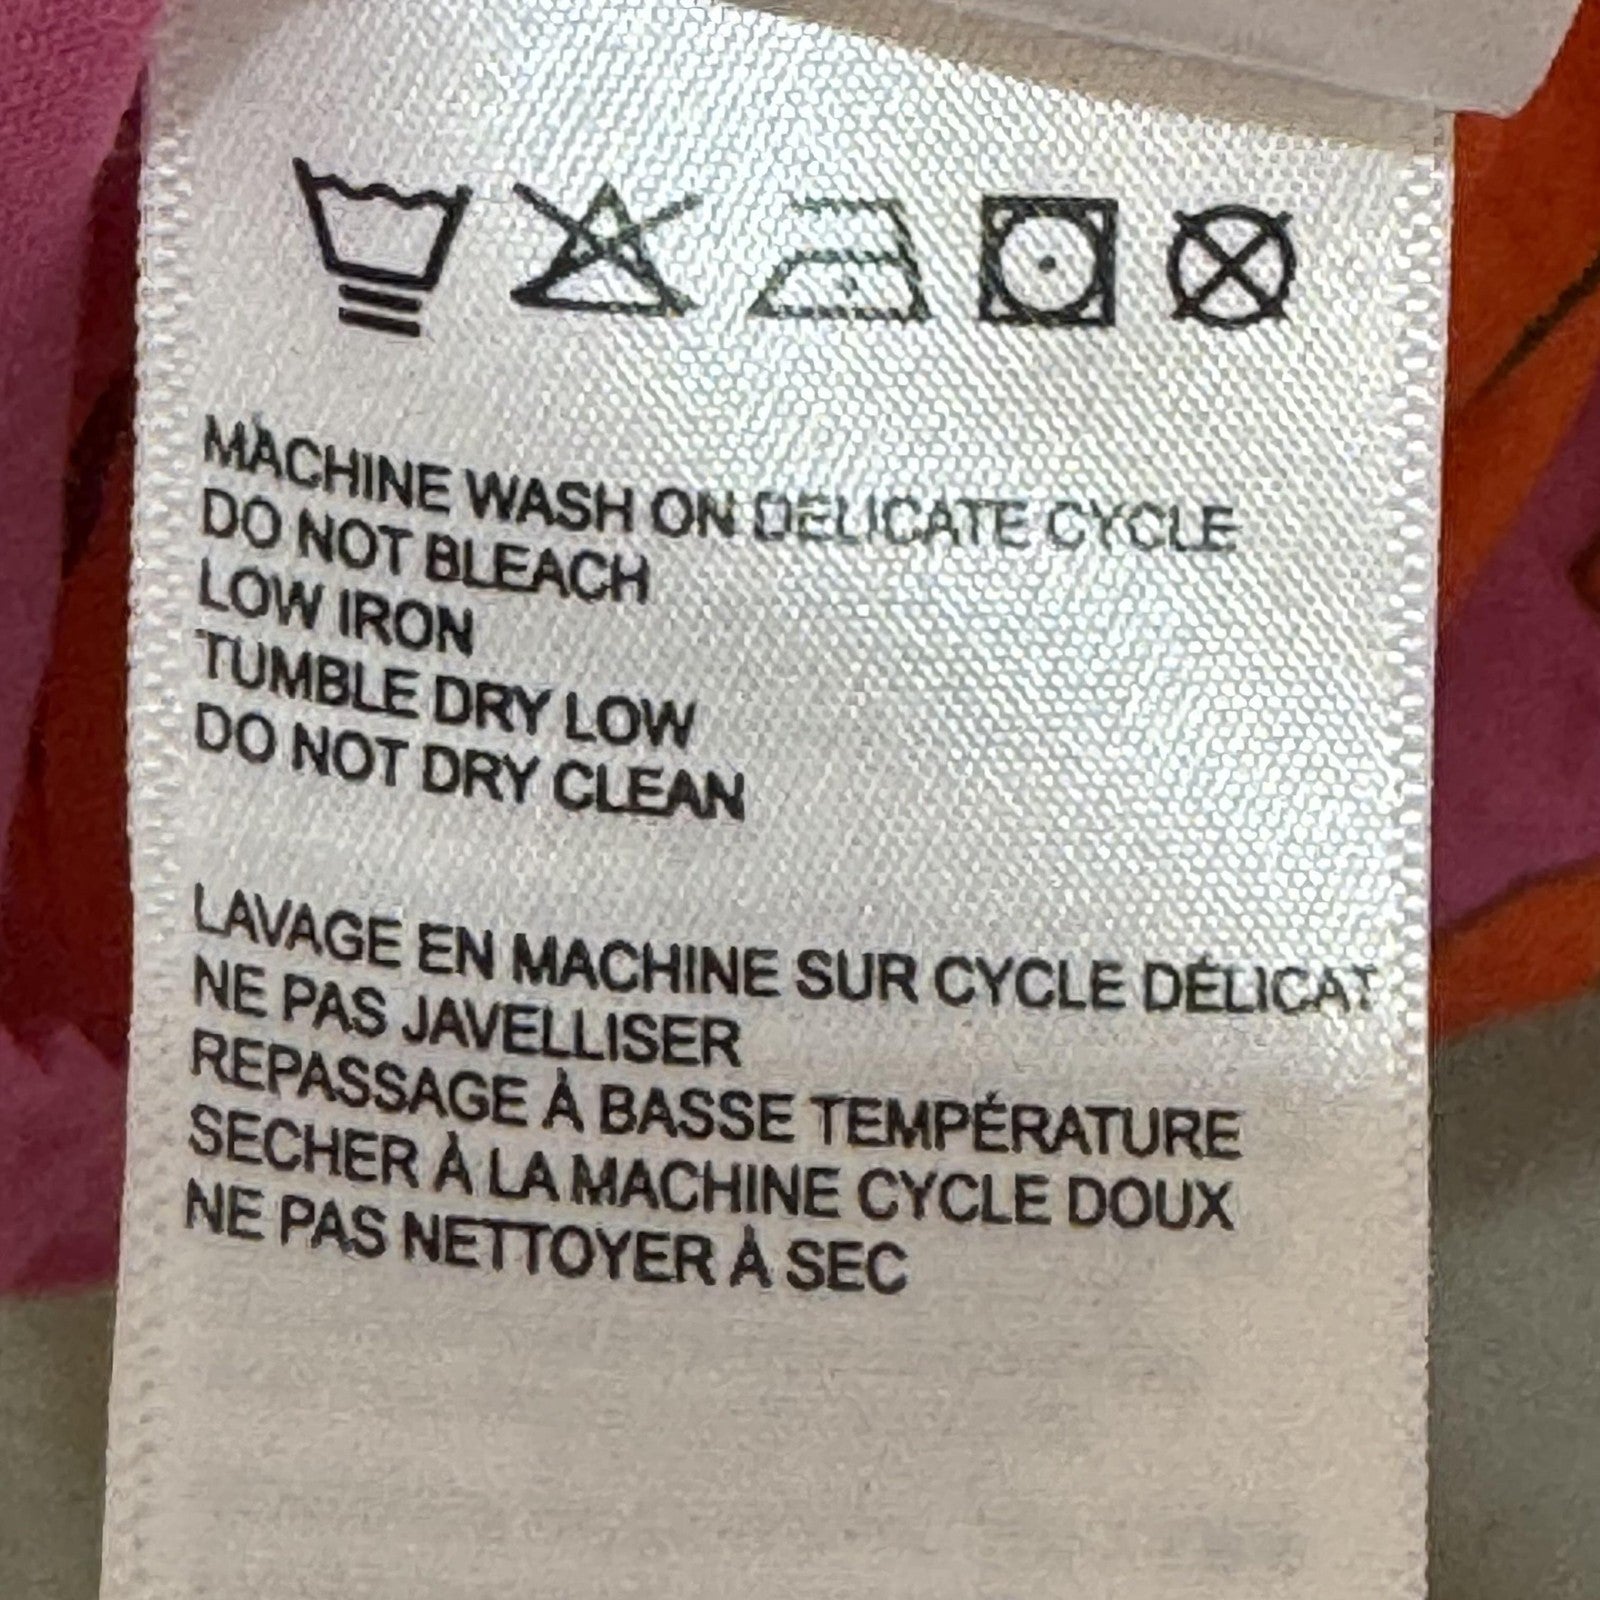 MACHINE WASH ON DELICATE CYCLE
DO NOT BLEACH
LOW IRON
TUMBLE DRY LOW
DO NOT DRY CLEAN
LAVAGE EN MACHINE SUR CYCLE DÉLICAT
NE PAS JAVELLISER
REPASSAGE À BASSE TEMPÉRATURE
SECHER À LA MACHINE CYCLE DOUX
NE PAS NETTOYER À SEC